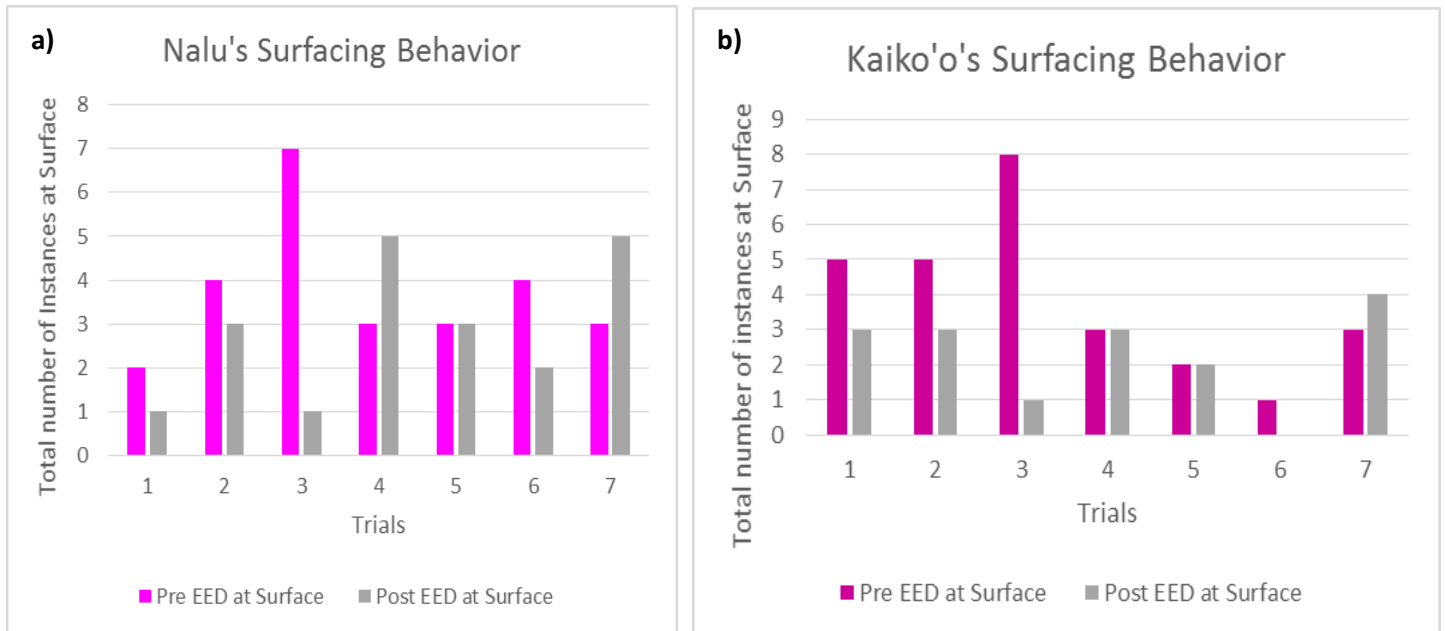 a)
Nalu's Surfacing Behavior
Total number of Instances at Surface
8
7
6
5
4
3
2
1
0
1 2 3 4 5 6 7
Trials
Pre EED at Surface Post EED at Surface
b)
Kaiko'o's Surfacing Behavior
Total number of instances at Surface
9
8
7
6
5
4
3
2
1
0
1 2 3 4 5 6 7
Trials
Pre EED at Surface Post EED at Surface